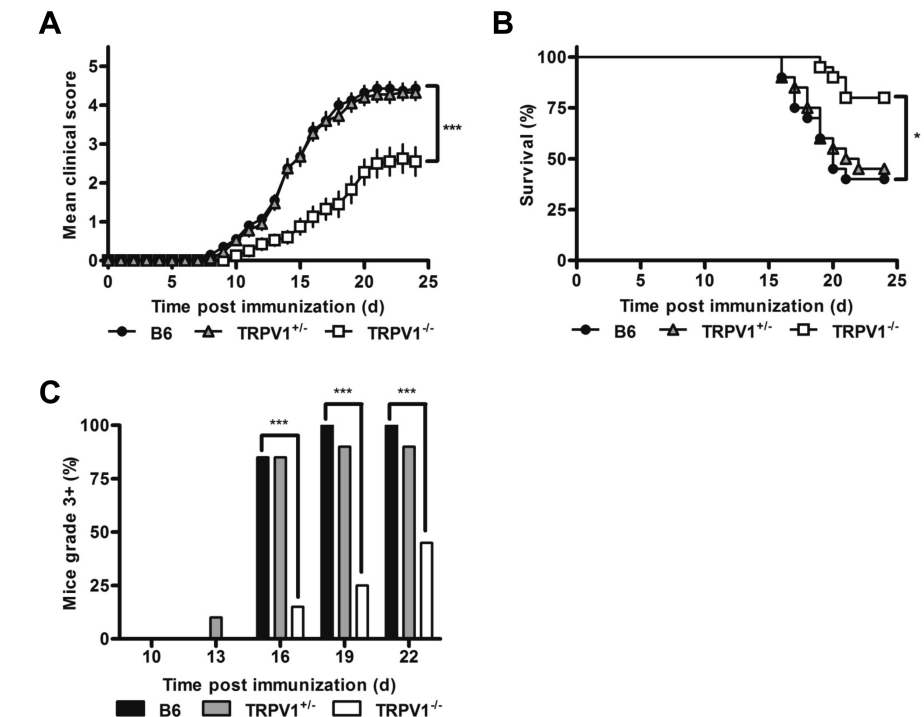 A
Mean clinical score
5
4
3
2
1
0
***
0 5 10 15 20 25
Time post immunization (d)
B6 TRPV1+/- TRPV1-/-
B
Survival (%)
100
75
50
25
0
*
0 5 10 15 20 25
Time post immunization (d)
B6 TRPV1+/- TRPV1-/-
C
Mice grade 3+ (%)
100
75
50
25
0
*** *** ***
10 13 16 19 22
Time post immunization (d)
B6 TRPV1+/- TRPV1-/-